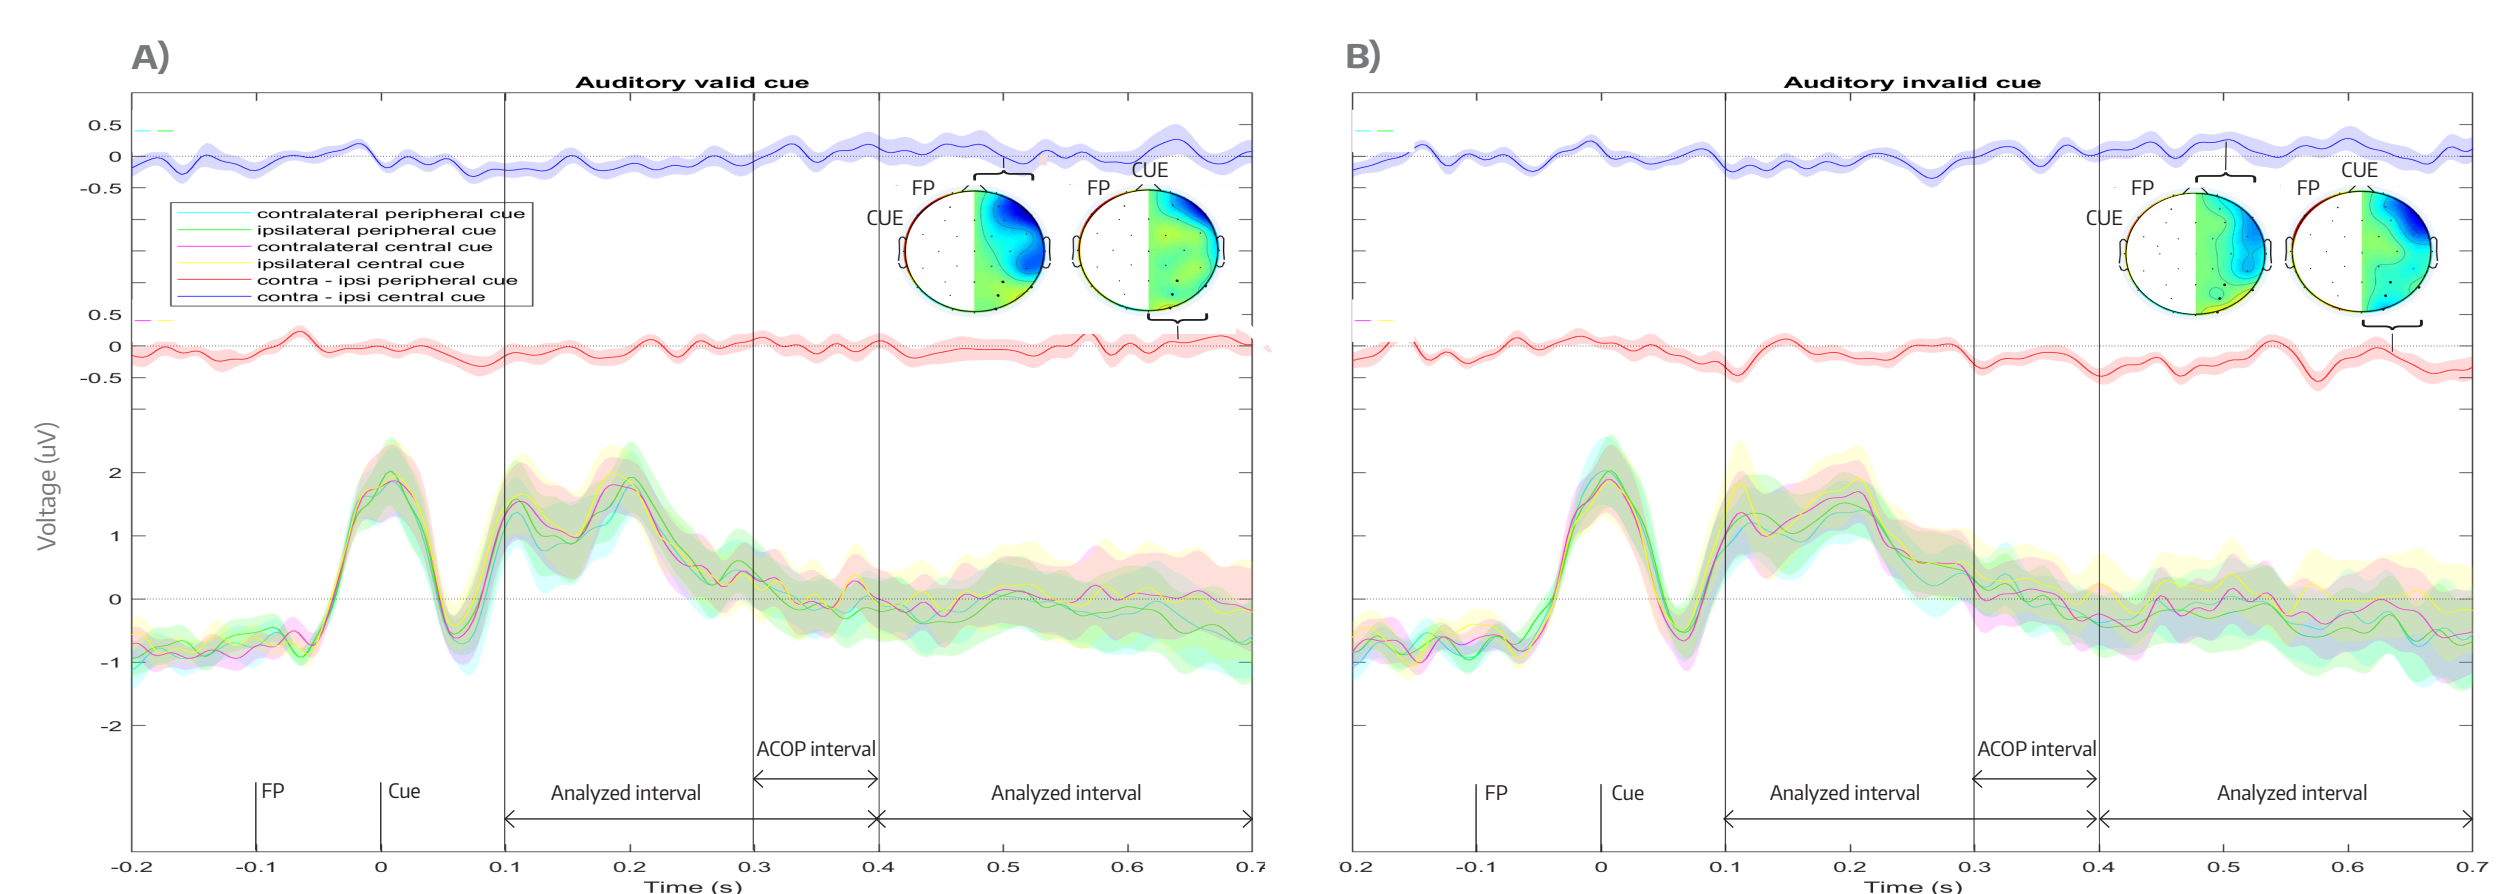 A)
Auditory valid cue
0.5
0
-0.5
CUE
FP
FP
CUE
contralateral peripheral cue
ipsilateral peripheral cue
contralateral central cue
ipsilateral central cue
contra - ipsi peripheral cue
contra - ipsi central cue
0.5
0
-0.5
Voltage (uV)
2
1
0
-1
-2
ACOP interval
FP
Cue
Analyzed interval
Analyzed interval
-0.2
-0.1
0
0.1
0.2
0.3
0.4
0.5
0.6
0.7
Time (s)
B)
Auditory invalid cue
CUE
FP
FP
CUE
ACOP interval
FP
Cue
Analyzed interval
Analyzed interval
0.2
-0.1
0
0.1
0.2
0.3
0.4
0.5
0.6
0.7
Time (s)